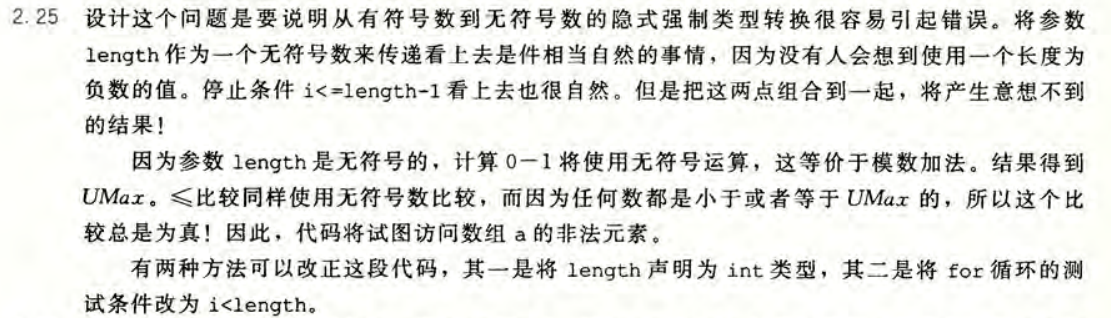 2.25 设计这个问题是要说明从有符号数到无符号数的隐式强制类型转换很容易引起错误。将参数
length作为一个无符号数来传递看上去是件相当自然的事情，因为没有人会想到使用一个长度为
负数的值。停止条件 i<=length-1 看上去也很自然。但是把这两点组合到一起，将产生意想不到
的结果！
因为参数 length 是无符号的，计算 0－1 将使用无符号运算，这等价于模数加法。结果得到
UMax。≤比较同样使用无符号数比较，而因为任何数都是小于或者等于 UMax 的，所以这个比
较总是为真！因此，代码将试图访问数组 a 的非法元素。
有两种方法可以改正这段代码，其一是将 length 声明为 int 类型，其二是将 for 循环的测
试条件改为 i<length。